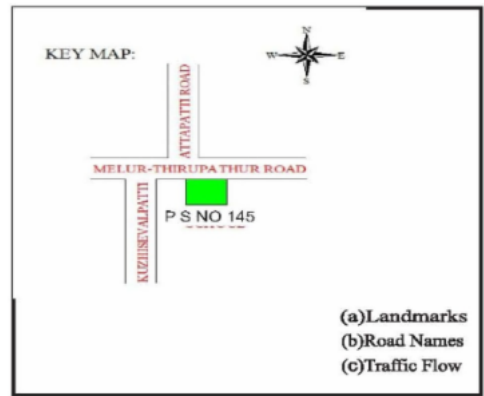 N
KEY MAP:
W E
S
ATTAPATTI ROAD
MELUR-THIRUPATHUR ROAD
P S NO 145
KUZHISEVALPATTI
(a)Landmarks
(b)Road Names
(c)Traffic Flow